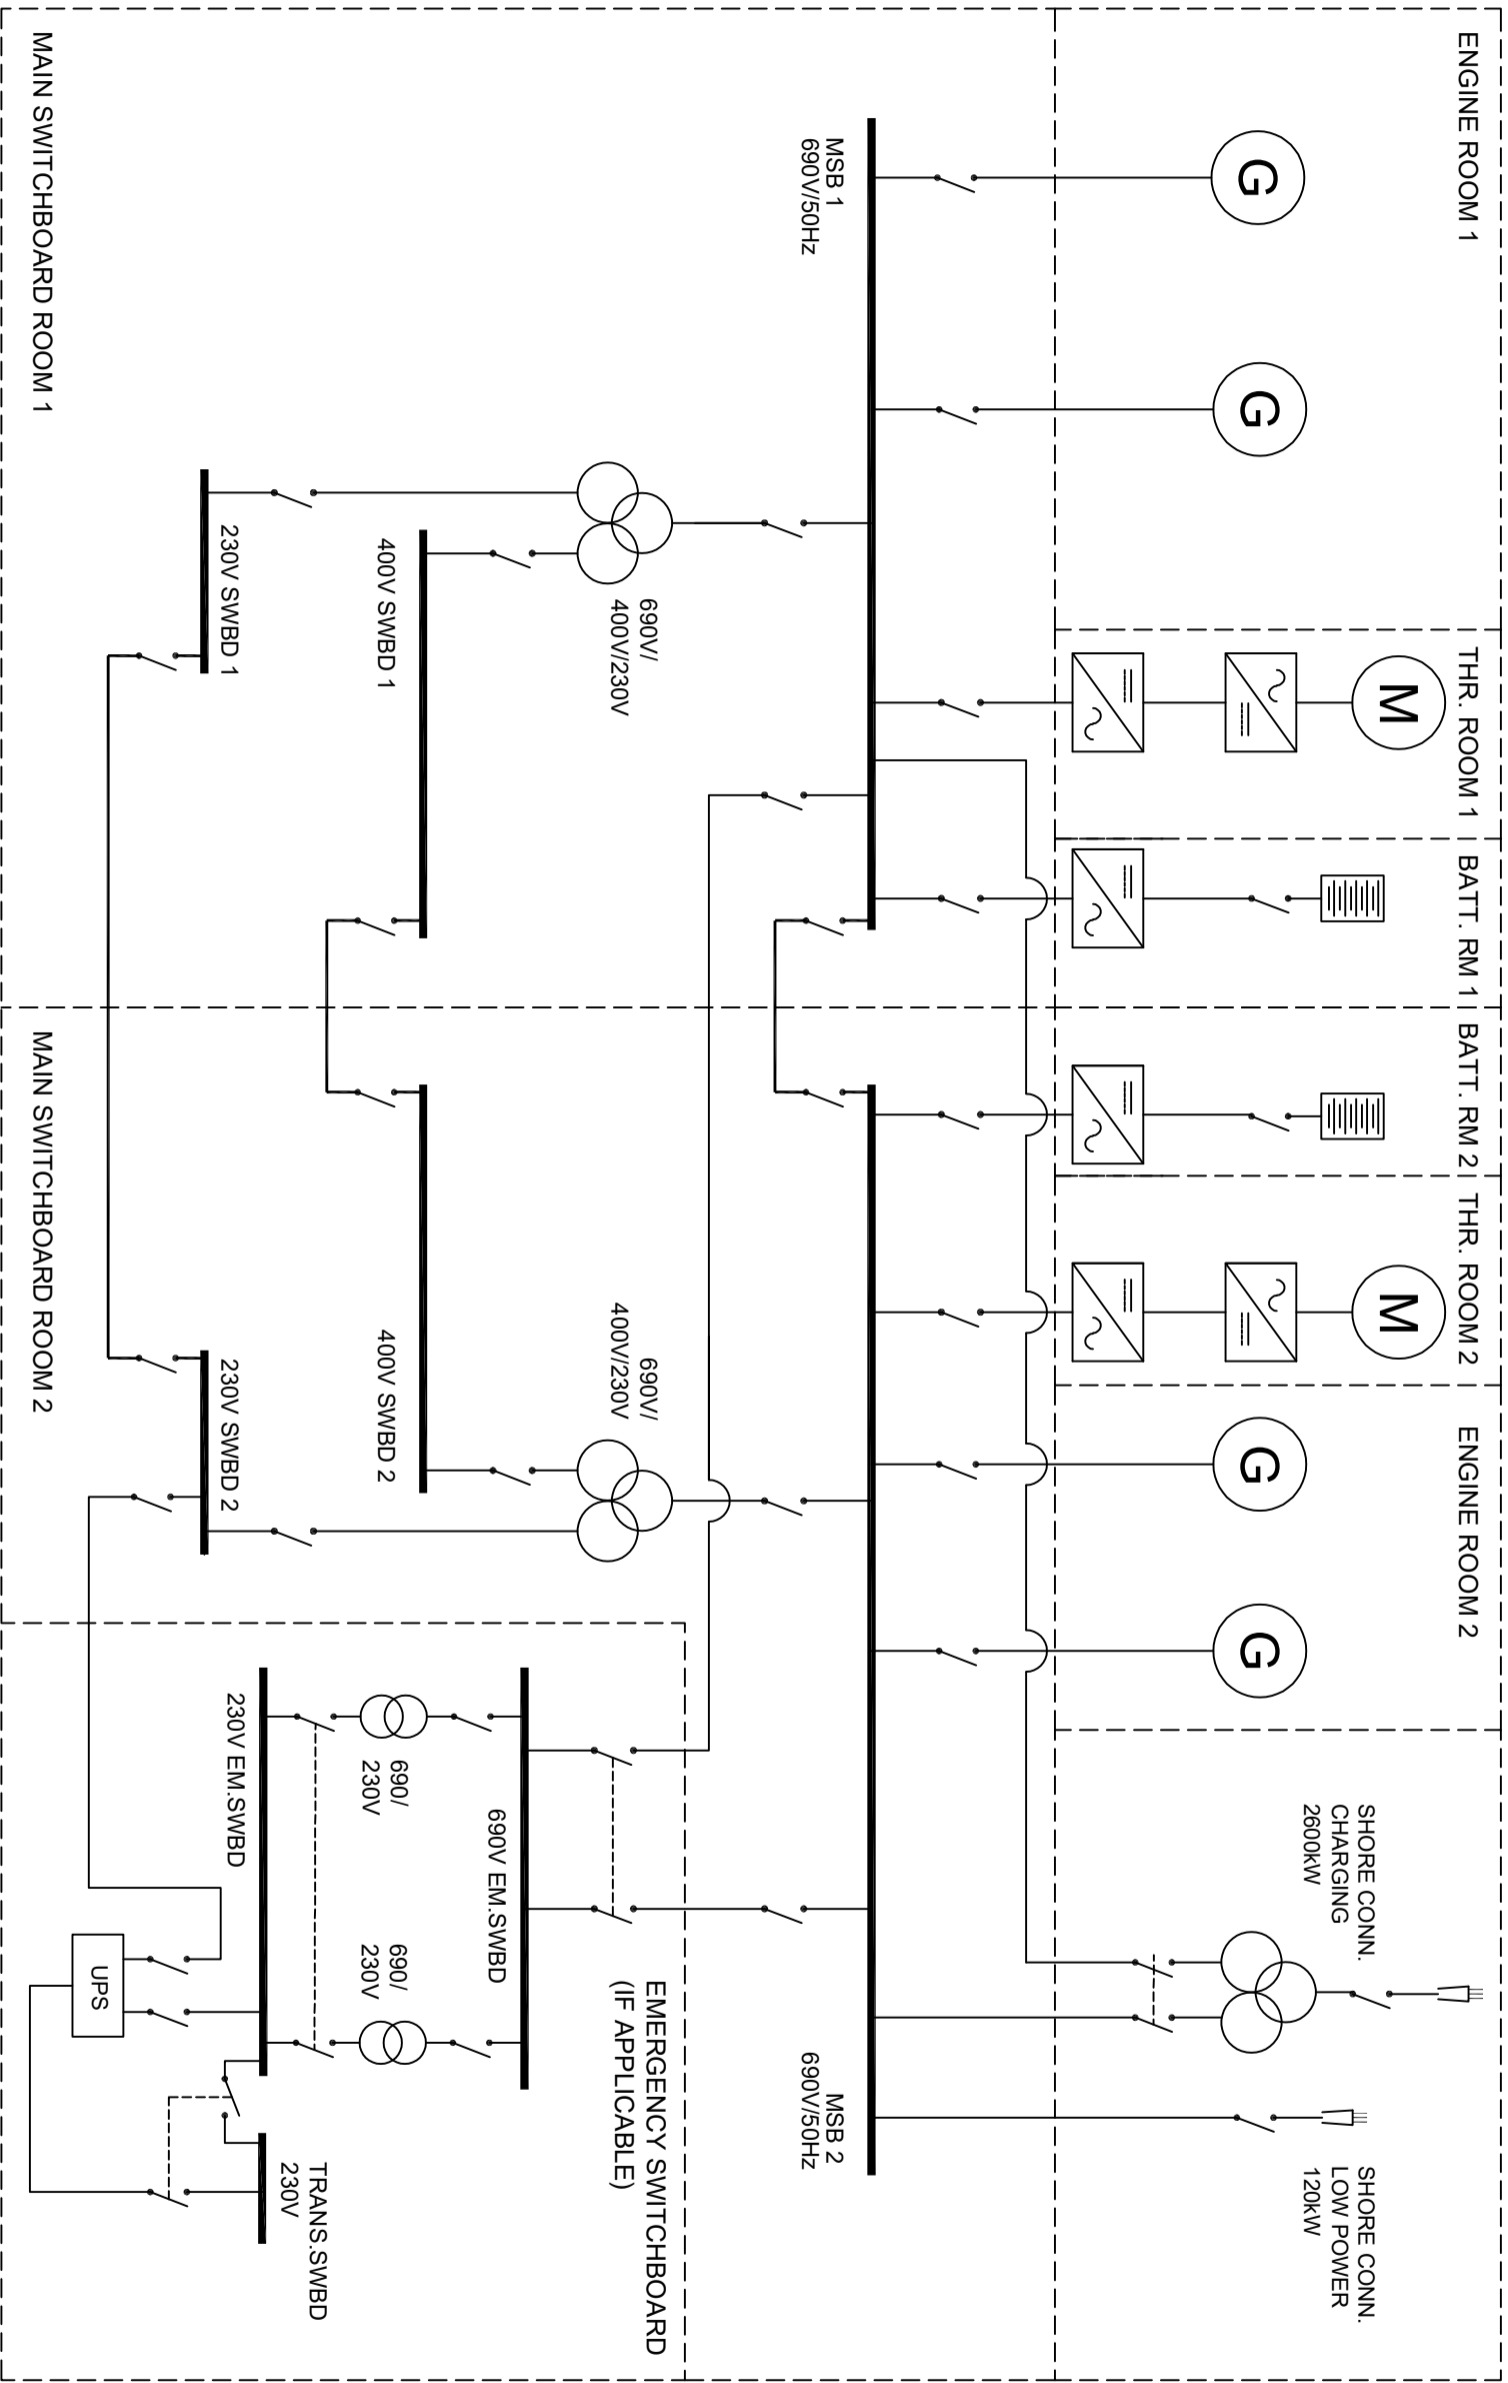 ENGINE ROOM 1
THR. ROOM 1
BATT. RM 1
BATT. RM 2
THR. ROOM 2
ENGINE ROOM 2
M
M
G
G
G
G
SHORE CONN.
CHARGING
2600kW
SHORE CONN.
LOW POWER
120kW
MSB 1
690V/50Hz
MSB 2
690V/50Hz
690V/
400V/230V
690V/
400V/230V
EMERGENCY SWITCHBOARD
(IF APPLICABLE)
690V EM.SWBD
400V SWBD 1
400V SWBD 2
690/
230V
690/
230V
230V SWBD 1
230V SWBD 2
230V EM.SWBD
TRANS.SWBD
230V
UPS
MAIN SWITCHBOARD ROOM 1
MAIN SWITCHBOARD ROOM 2